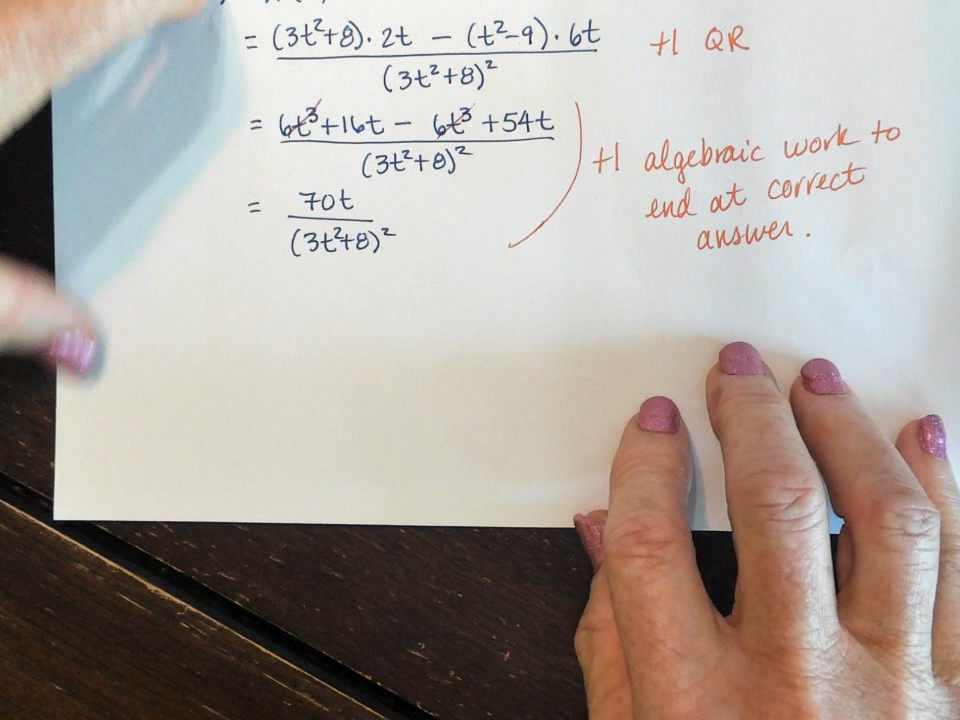 = (3t²+8)·2t − (t²−9)·6t +1 QR
(3t²+8)²
= 6t³+16t − 6t³+54t
(3t²+8)²
= 70t
(3t²+8)²
+1 algebraic work to
end at correct
answer.